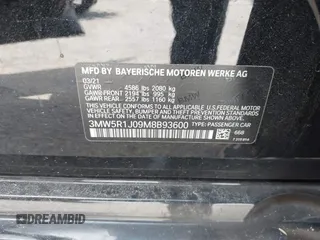 MFD BY BAYERISCHE MOTOREN WERKE AG
03/21
GVWR 4586 lbs 2080 kg
GAWR-FRONT 2194 lbs 995 kg
GAWR-REAR 2557 lbs 1160 kg
THIS VEHICLE CONFORMS TO ALL APPLICABLE
FEDERAL MOTOR VEHICLE SAFETY, BUMPER,
AND THEFT PREVENTION STANDARDS IN EFFECT ON
THE DATE OF MANUFACTURE SHOWN ABOVE.
3MW5R1J09M8B93600 TYPE: PASSENGER CAR
668
DREAMBID